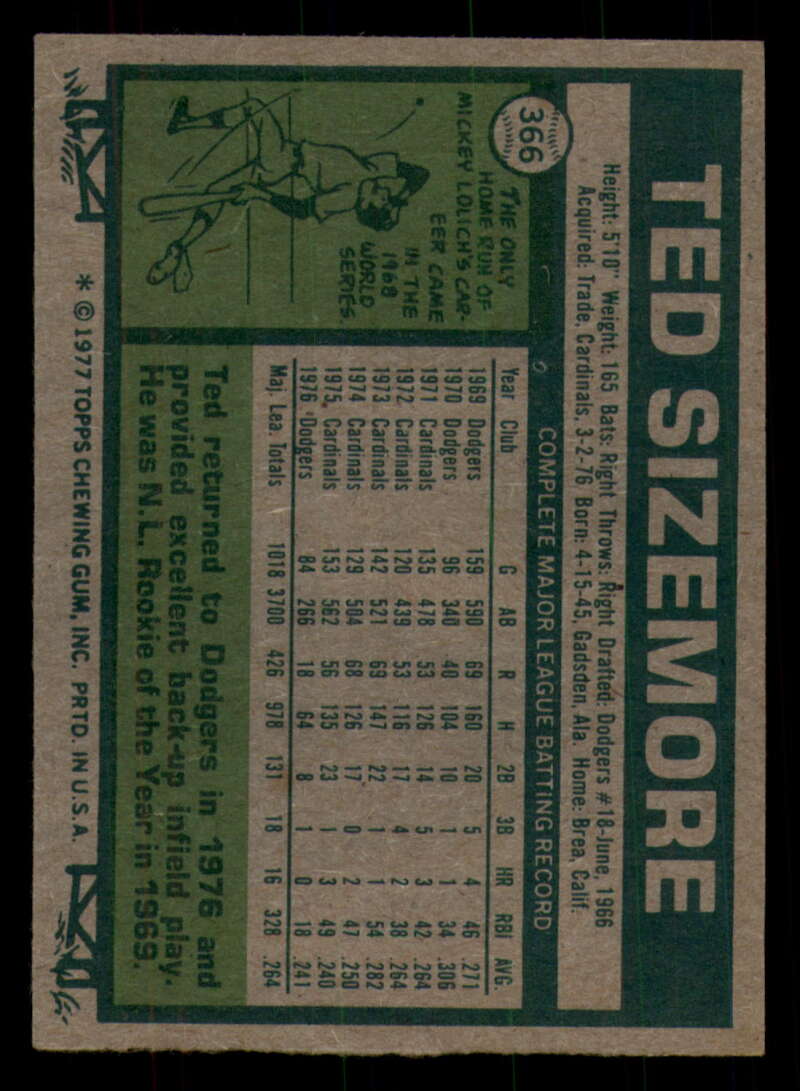 366
TED SIZEMORE
Height: 5'10" Weight: 165 Bats: Right Throws: Right Drafted: Dodgers #18-June, 1966
Acquired: Trade, Cardinals, 3-2-76 Born: 4-15-45, Gadsden, Ala. Home: Brea, Calif.
THE ONLY
HOME RUN OF
MICKEY LOLICH'S CAR-
EER CAME
IN THE
1968
WORLD
SERIES.
COMPLETE MAJOR LEAGUE BATTING RECORD
Year Club G AB R H 2B 3B HR RBI AVG.
1969 Dodgers 159 590 69 160 20 5 4 46 .271
1970 Dodgers 96 340 40 104 10 1 1 34 .306
1971 Cardinals 135 478 53 126 14 5 3 42 .264
1972 Cardinals 120 439 53 116 17 4 2 38 .264
1973 Cardinals 142 521 69 147 22 1 1 54 .282
1974 Cardinals 129 504 68 126 17 0 2 47 .250
1975 Cardinals 153 562 56 135 23 1 3 49 .240
1976 Dodgers 84 266 18 64 8 1 0 18 .241
Maj. Lea. Totals 1018 3700 426 978 131 18 16 328 .264
Ted returned to Dodgers in 1976 and
provided excellent back-up infield play.
He was N.L. Rookie of the Year in 1969.
* © 1977 TOPPS CHEWING GUM, INC. PRTD. IN U.S.A.